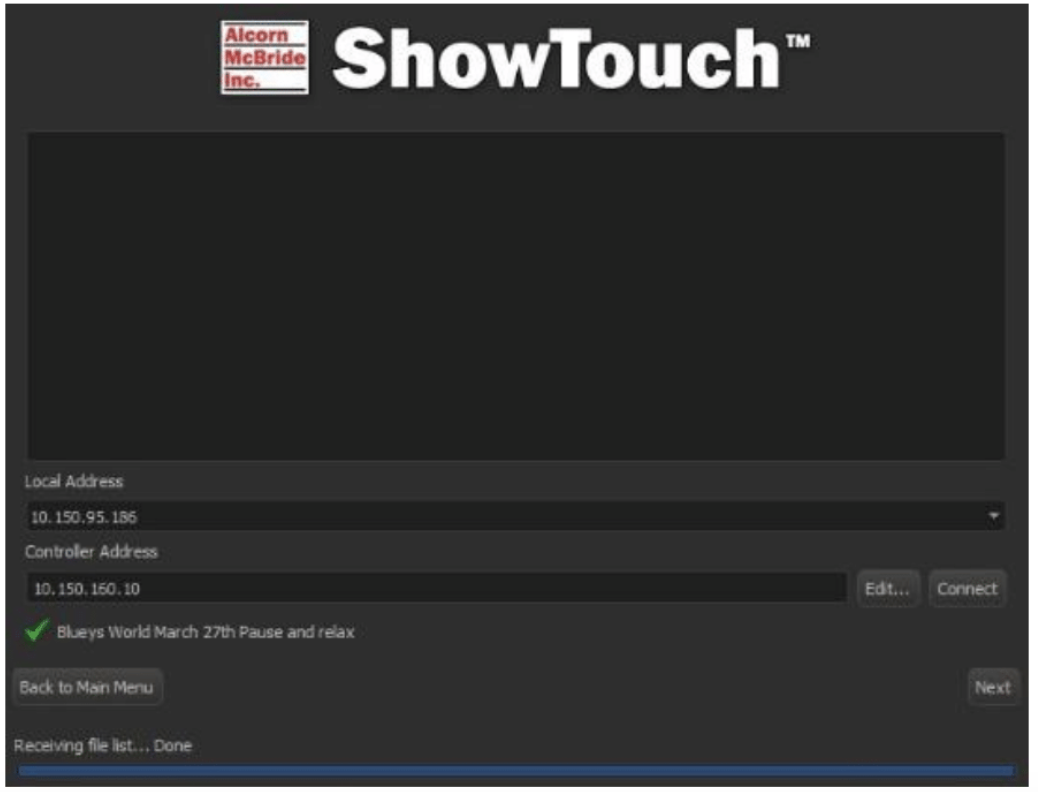 Alcorn
McBride
Inc.
ShowTouch™
Local Address
10.150.95.186
Controller Address
10.150.160.10
Edit... Connect
Blueys World March 27th Pause and relax
Back to Main Menu Next
Receiving file list... Done